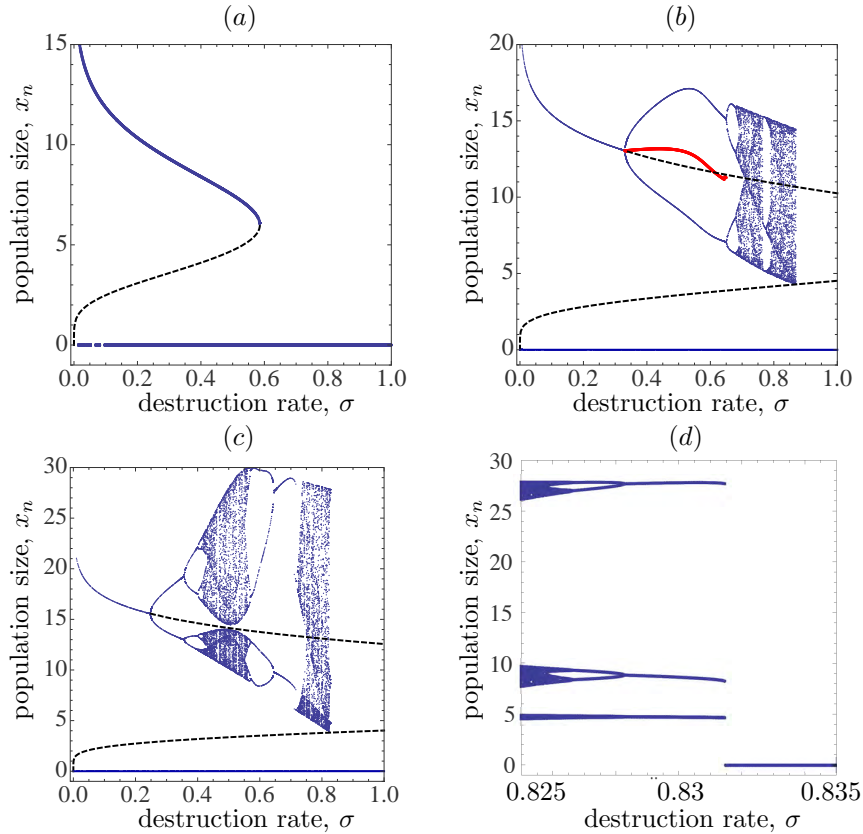 (a)
15
10
5
0
0.0 0.2 0.4 0.6 0.8 1.0
population size, xₙ
destruction rate, σ
(b)
20
15
10
5
0
0.0 0.2 0.4 0.6 0.8 1.0
population size, xₙ
destruction rate, σ
(c)
30
25
20
15
10
5
0
0.0 0.2 0.4 0.6 0.8 1.0
population size, xₙ
destruction rate, σ
(d)
30
25
20
15
10
5
0
0.825 0.83 0.835
population size, xₙ
destruction rate, σ